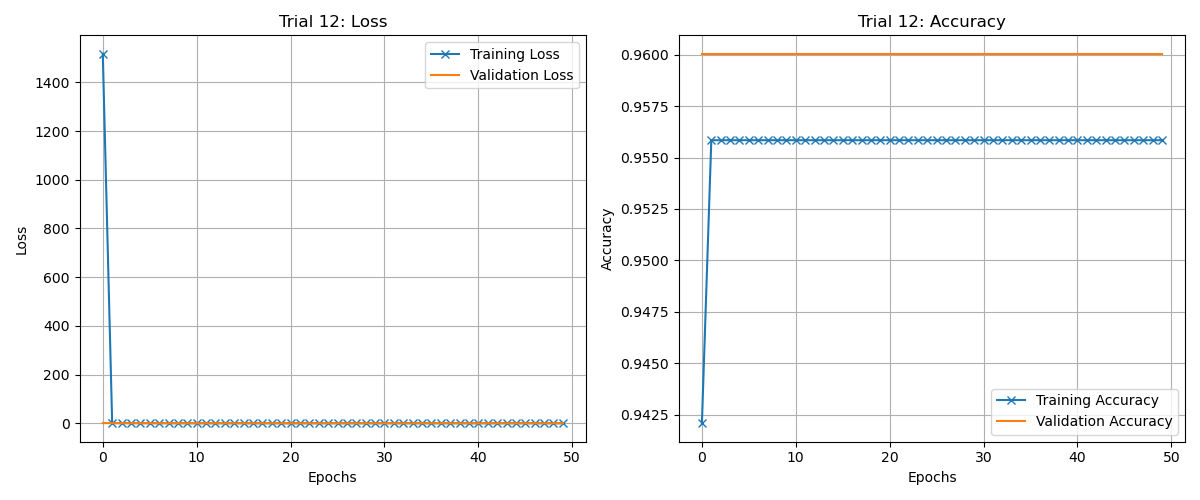 Trial 12: Loss
1400
1200
1000
800
600
400
200
0
Loss
0 10 20 30 40 50
Epochs
Training Loss
Validation Loss
Trial 12: Accuracy
0.9600
0.9575
0.9550
0.9525
0.9500
0.9475
0.9450
0.9425
Accuracy
0 10 20 30 40 50
Epochs
Training Accuracy
Validation Accuracy